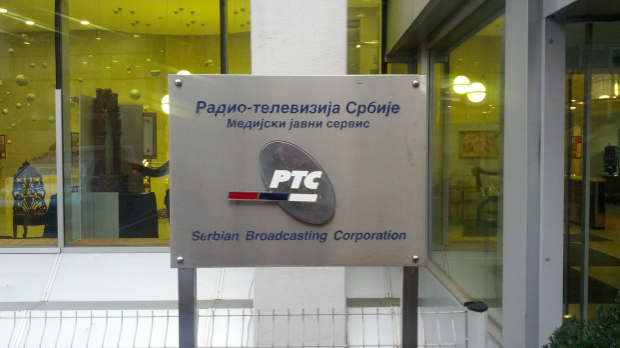 Радио-телевизија Србије
Медијски јавни сервис
РТС
Serbian Broadcasting Corporation